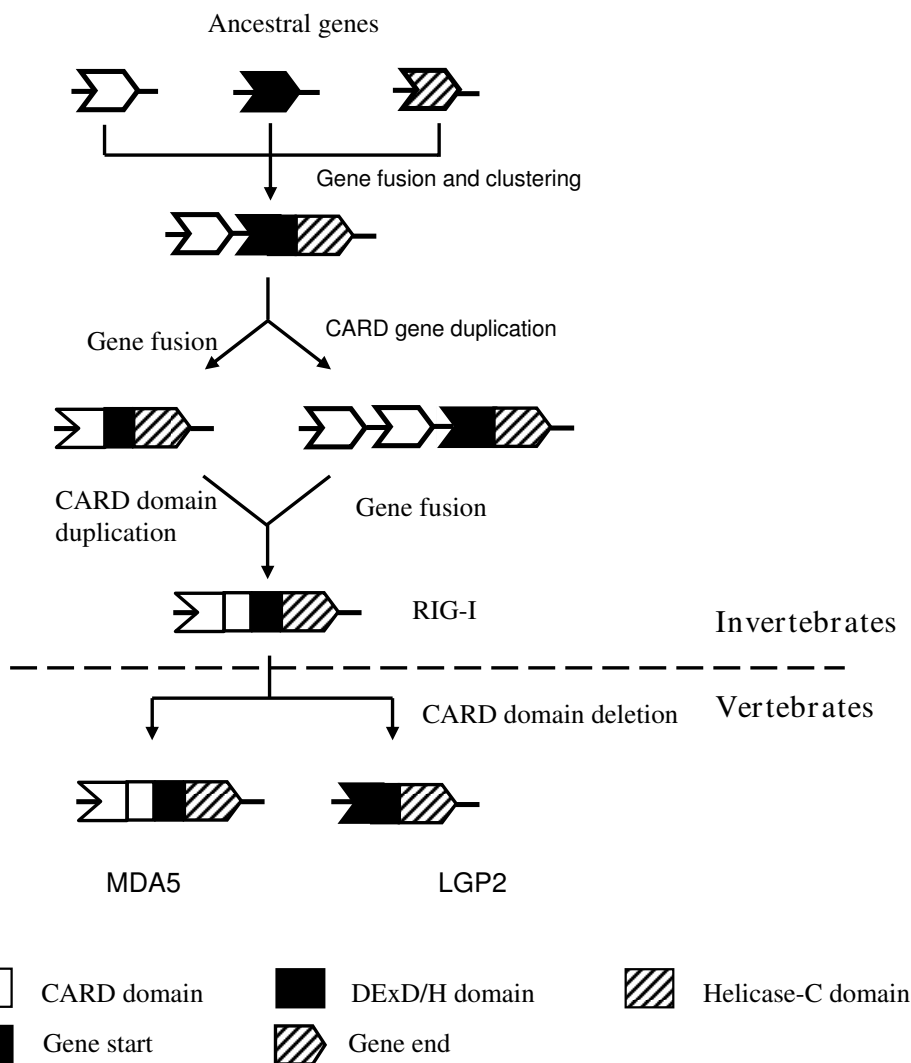 Ancestral genes
Gene fusion and clustering
Gene fusion
CARD gene duplication
CARD domain
duplication
Gene fusion
RIG-I
Invertebrates
Vertebrates
CARD domain deletion
MDA5
LGP2
CARD domain
DExD/H domain
Helicase-C domain
Gene start
Gene end